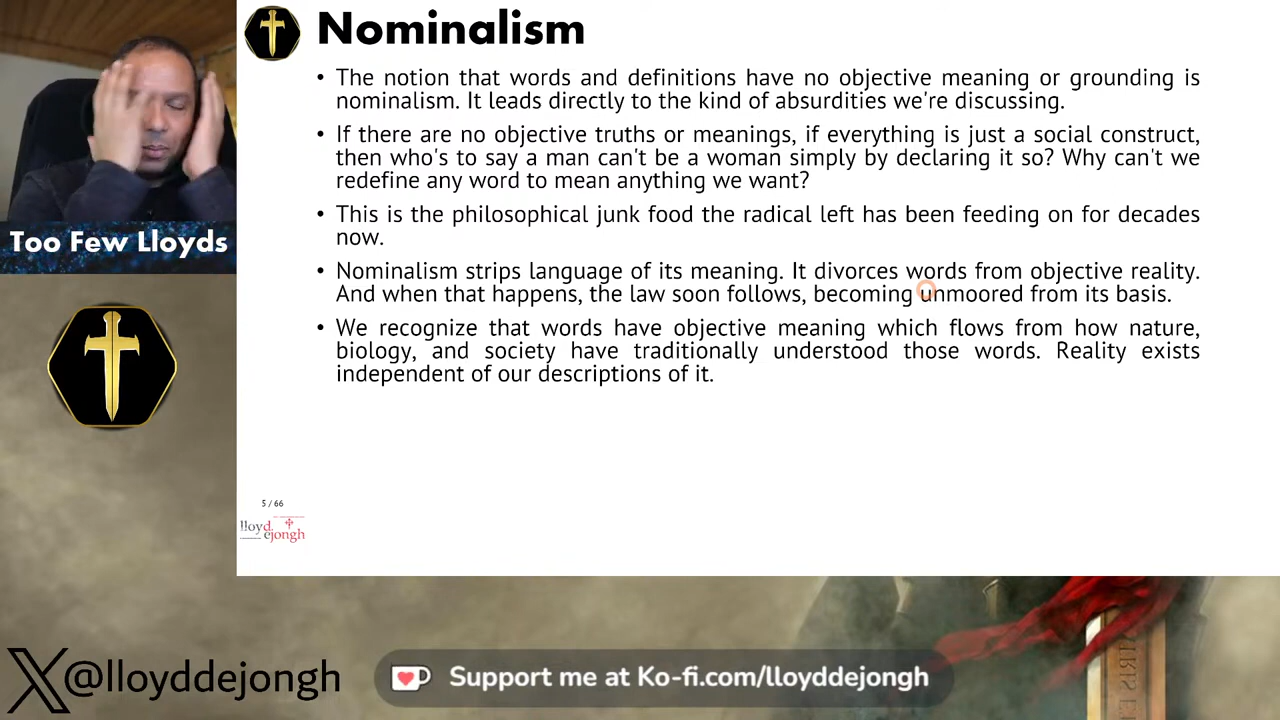 Nominalism
• The notion that words and definitions have no objective meaning or grounding is
nominalism. It leads directly to the kind of absurdities we're discussing.
• If there are no objective truths or meanings, if everything is just a social construct,
then who's to say a man can't be a woman simply by declaring it so? Why can't we
redefine any word to mean anything we want?
• This is the philosophical junk food the radical left has been feeding on for decades
now.
• Nominalism strips language of its meaning. It divorces words from objective reality.
And when that happens, the law soon follows, becoming unmoored from its basis.
• We recognize that words have objective meaning which flows from how nature,
biology, and society have traditionally understood those words. Reality exists
independent of our descriptions of it.
Too Few Lloyds
5 / 66
lloyd
ejongh
X@lloyddejongh
Support me at Ko-fi.com/lloyddejongh